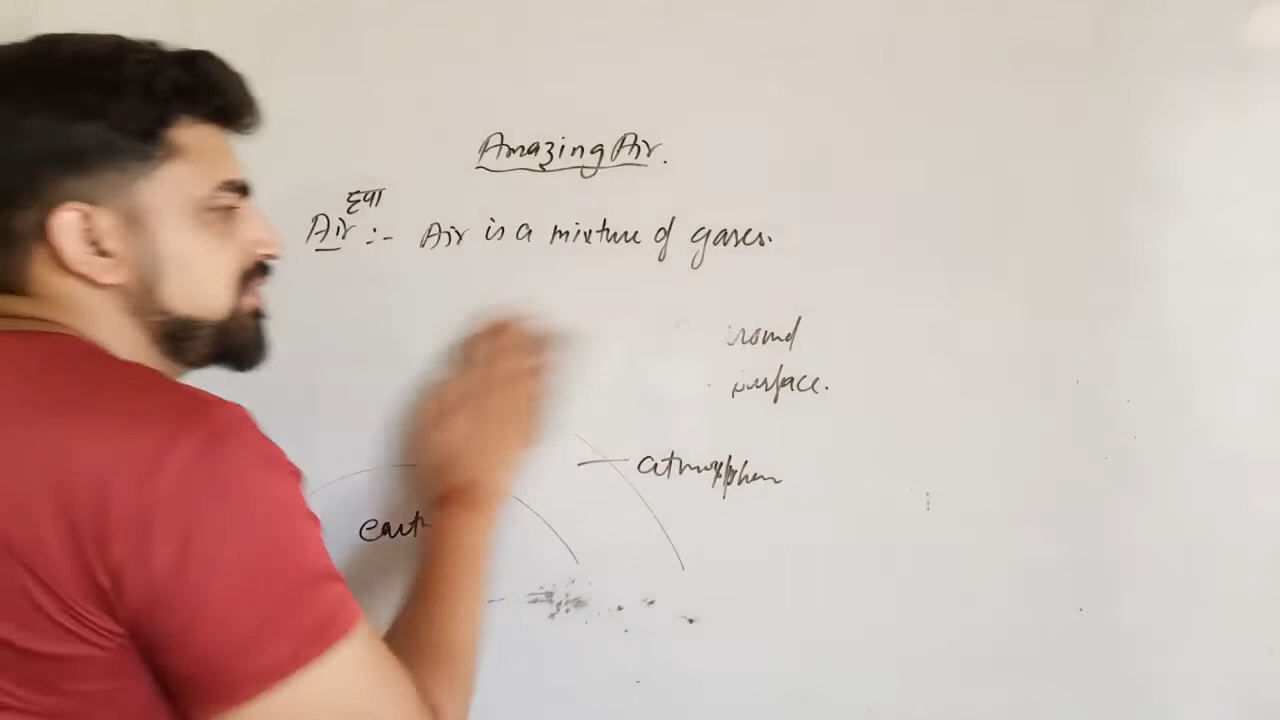 Amazing Air.
हवा
Air :- Air is a mixture of gases.
round
surface.
atmosphere
earth